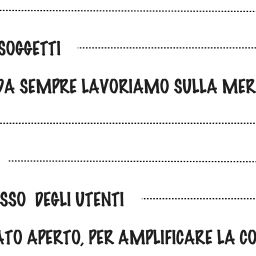 SOGGETTI
DA SEMPRE LAVORIAMO SULLA MER
SSO DEGLI UTENTI
ATO APERTO, PER AMPLIFICARE LA CO